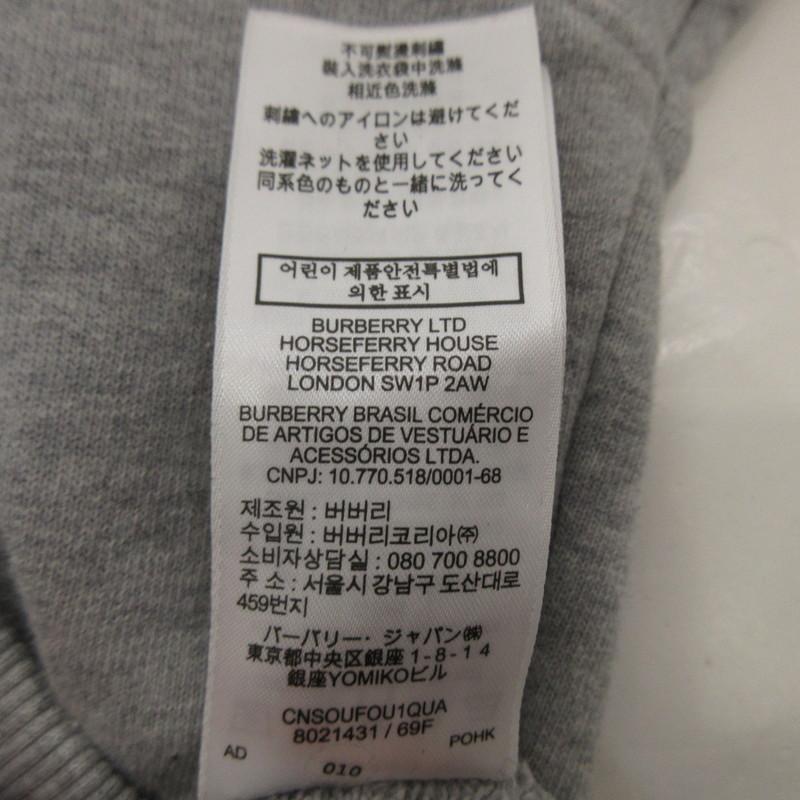 不可熨燙刺繡
裝入洗衣袋中洗滌
相近色洗滌
刺繍へのアイロンは避けてくだ
さい
洗濯ネットを使用してください
同系色のものと一緒に洗ってく
ださい
어린이 제품안전특별법에
의한 표시
BURBERRY LTD
HORSEFERRY HOUSE
HORSEFERRY ROAD
LONDON SW1P 2AW
BURBERRY BRASIL COMÉRCIO
DE ARTIGOS DE VESTUÁRIO E
ACESSÓRIOS LTDA.
CNPJ: 10.770.518/0001-68
제조원 : 버버리
수입원 : 버버리코리아㈜
소비자상담실 : 080 700 8800
주 소 : 서울시 강남구 도산대로
459번지
バーバリー・ジャパン㈱
東京都中央区銀座 1-8-1 4
銀座YOMIKOビル
CNSOUFOU1QUA
8021431 / 69F
AD POHK
010